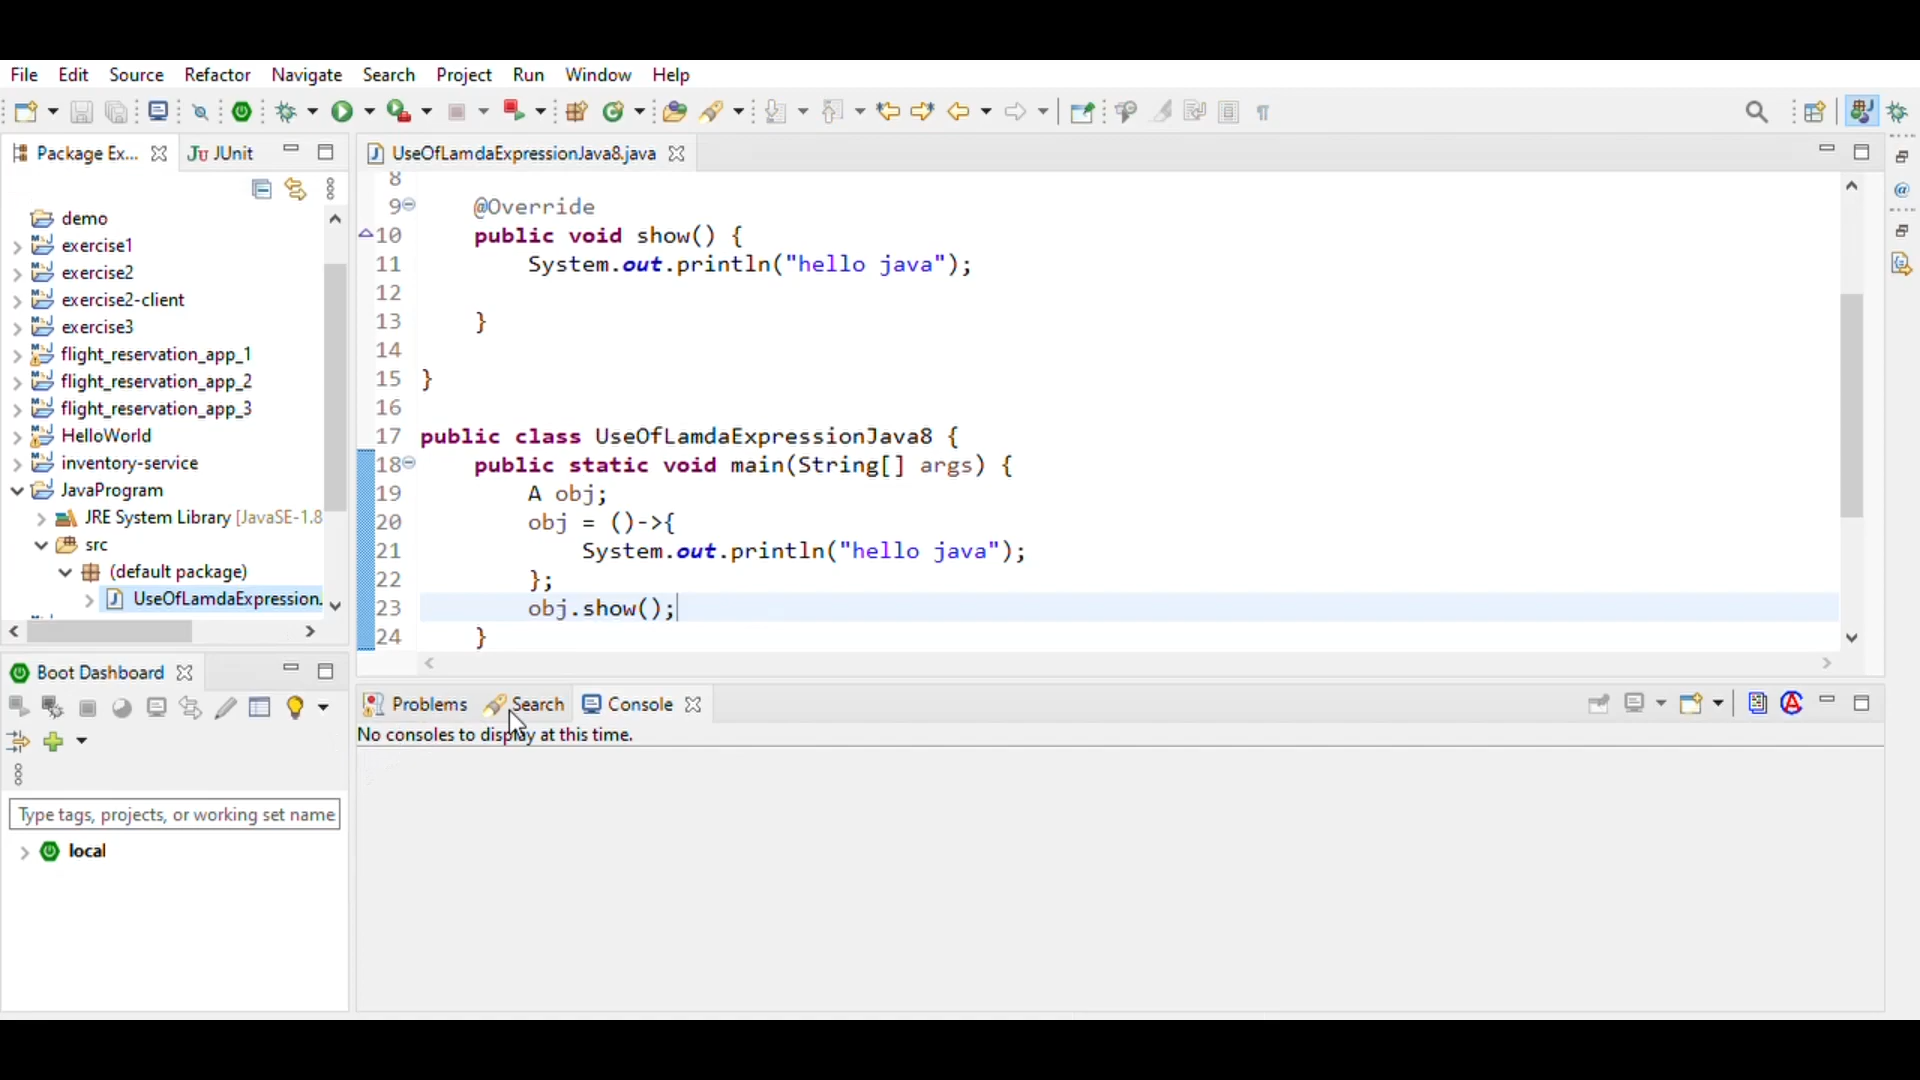 File Edit Source Refactor Navigate Search Project Run Window Help
Package Ex... JUnit
demo
exercise1
exercise2
exercise2-client
exercise3
flight_reservation_app_1
flight_reservation_app_2
flight_reservation_app_3
HelloWorld
inventory-service
JavaProgram
JRE System Library [JavaSE-1.8
src
(default package)
UseOfLamdaExpression.
UseOfLamdaExpressionJava8.java
8
9 @Override
10 public void show() {
11 System.out.println("hello java");
12
13 }
14
15 }
16
17 public class UseOfLamdaExpressionJava8 {
18 public static void main(String[] args) {
19 A obj;
20 obj = ()->{
21 System.out.println("hello java");
22 };
23 obj.show();
24 }
Boot Dashboard
Type tags, projects, or working set name
local
Problems Search Console
No consoles to display at this time.